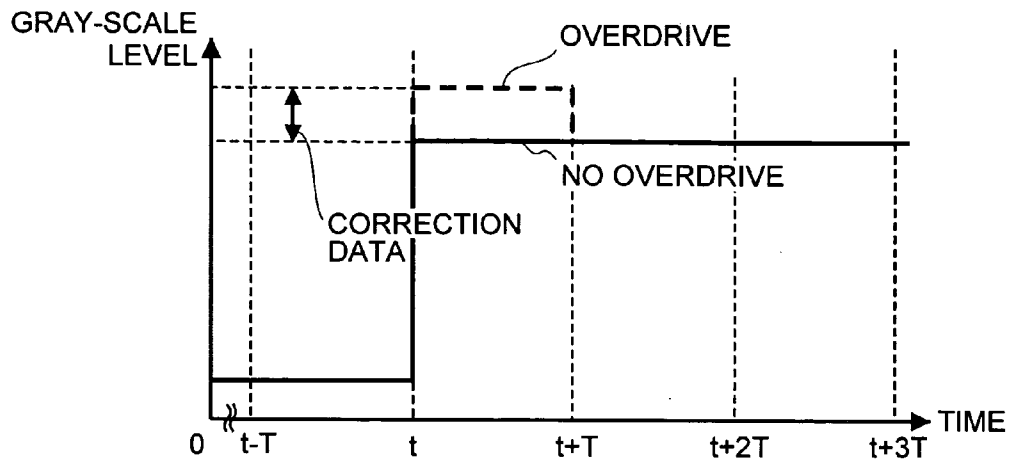 GRAY-SCALE
LEVEL
OVERDRIVE
NO OVERDRIVE
CORRECTION
DATA
TIME
0
t-T
t
t+T
t+2T
t+3T